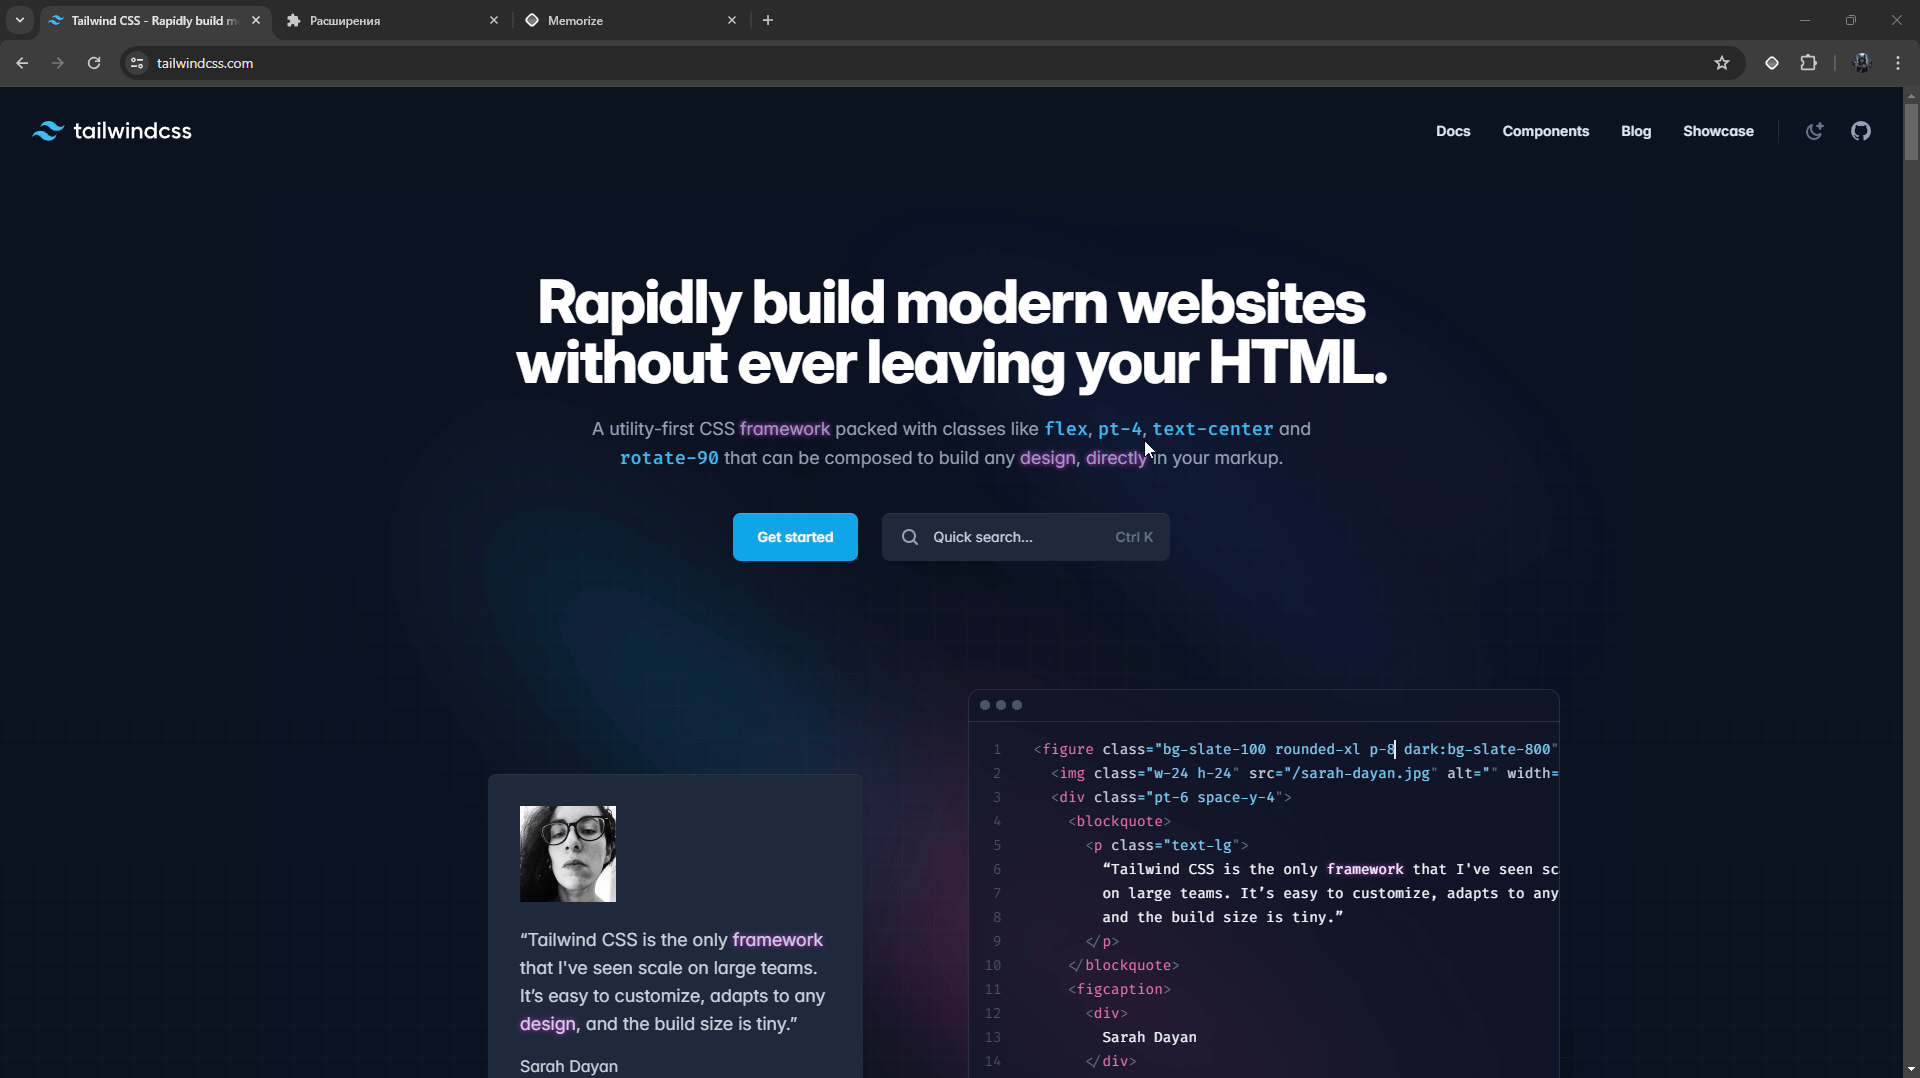 Tailwind CSS - Rapidly build m
Расширения
Memorize
tailwindcss.com
tailwindcss
Docs
Components
Blog
Showcase
Rapidly build modern websites
without ever leaving your HTML.
A utility-first CSS framework packed with classes like flex, pt-4, text-center and
rotate-90 that can be composed to build any design, directly in your markup.
Get started
Quick search...
Ctrl K
“Tailwind CSS is the only framework
that I've seen scale on large teams.
It’s easy to customize, adapts to any
design, and the build size is tiny.”
Sarah Dayan
1 <figure class="bg-slate-100 rounded-xl p-8 dark:bg-slate-800"
2 <img class="w-24 h-24" src="/sarah-dayan.jpg" alt="" width=
3 <div class="pt-6 space-y-4">
4 <blockquote>
5 <p class="text-lg">
6 “Tailwind CSS is the only framework that I've seen sc
7 on large teams. It’s easy to customize, adapts to any
8 and the build size is tiny.”
9 </p>
10 </blockquote>
11 <figcaption>
12 <div>
13 Sarah Dayan
14 </div>